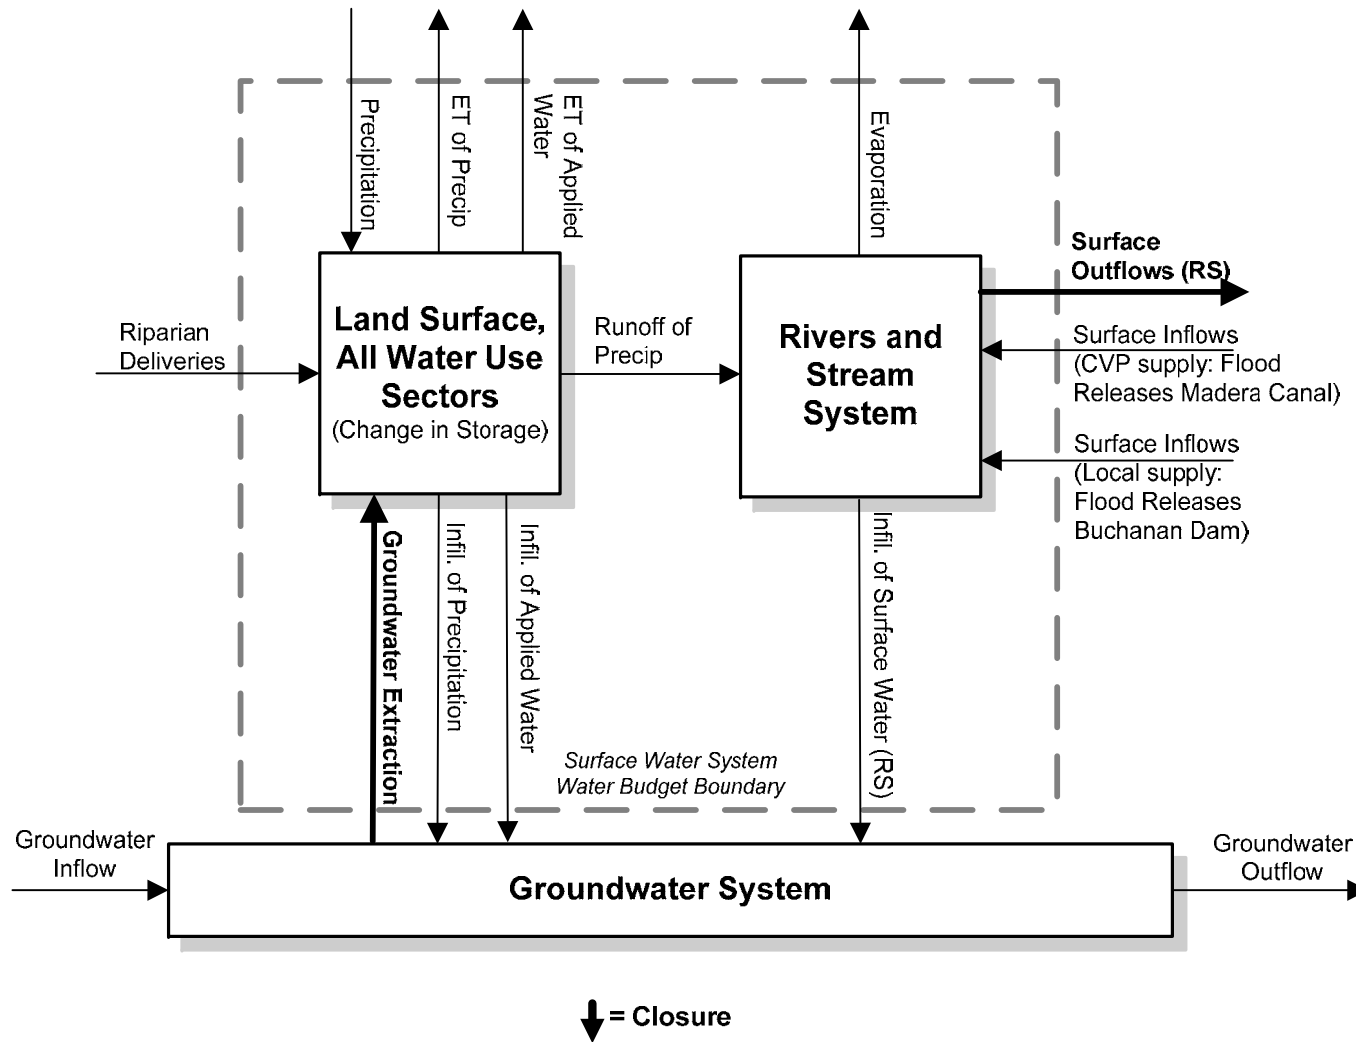 Precipitation
ET of Precip
ET of Applied
Water
Evaporation
Surface
Outflows (RS)
Riparian
Deliveries
Land Surface,
All Water Use
Sectors
(Change in Storage)
Runoff of
Precip
Rivers and
Stream
System
Surface Inflows
(CVP supply: Flood
Releases Madera Canal)
Surface Inflows
(Local supply:
Flood Releases
Buchanan Dam)
Groundwater Extraction
Infil. of Precipitation
Infil. of Applied Water
Infil. of Surface Water (RS)
Surface Water System
Water Budget Boundary
Groundwater
Inflow
Groundwater System
Groundwater
Outflow
= Closure